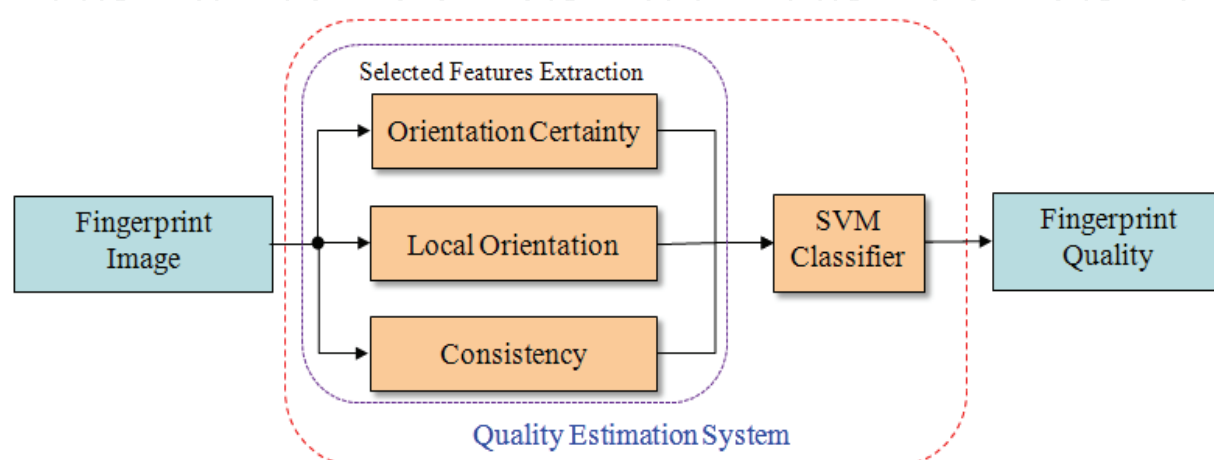 Selected Features Extraction
Orientation Certainty
Fingerprint
Image
Local Orientation
SVM
Classifier
Fingerprint
Quality
Consistency
Quality Estimation System